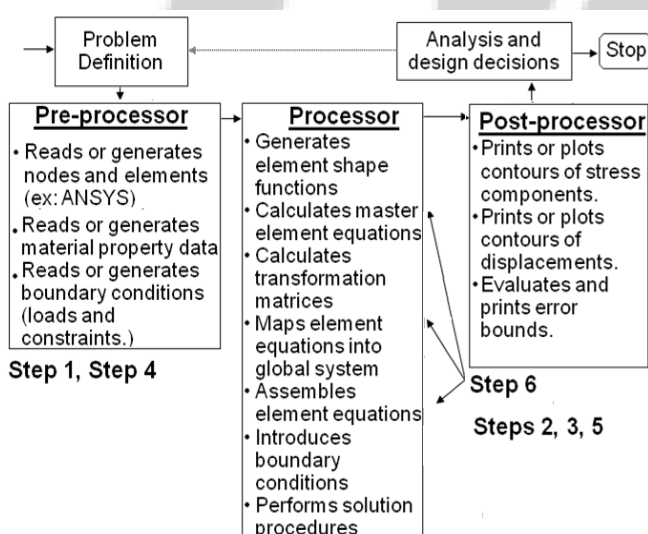 Problem
Definition
Analysis and
design decisions
Stop
Pre-processor
• Reads or generates
nodes and elements
(ex: ANSYS)
• Reads or generates
material property data
• Reads or generates
boundary conditions
(loads and
constraints.)
Step 1, Step 4
Processor
• Generates
element shape
functions
• Calculates master
element equations
• Calculates
transformation
matrices
• Maps element
equations into
global system
• Assembles
element equations
• Introduces
boundary
conditions
• Performs solution
procedures
Post-processor
• Prints or plots
contours of stress
components.
• Prints or plots
contours of
displacements.
• Evaluates and
prints error
bounds.
Step 6
Steps 2, 3, 5